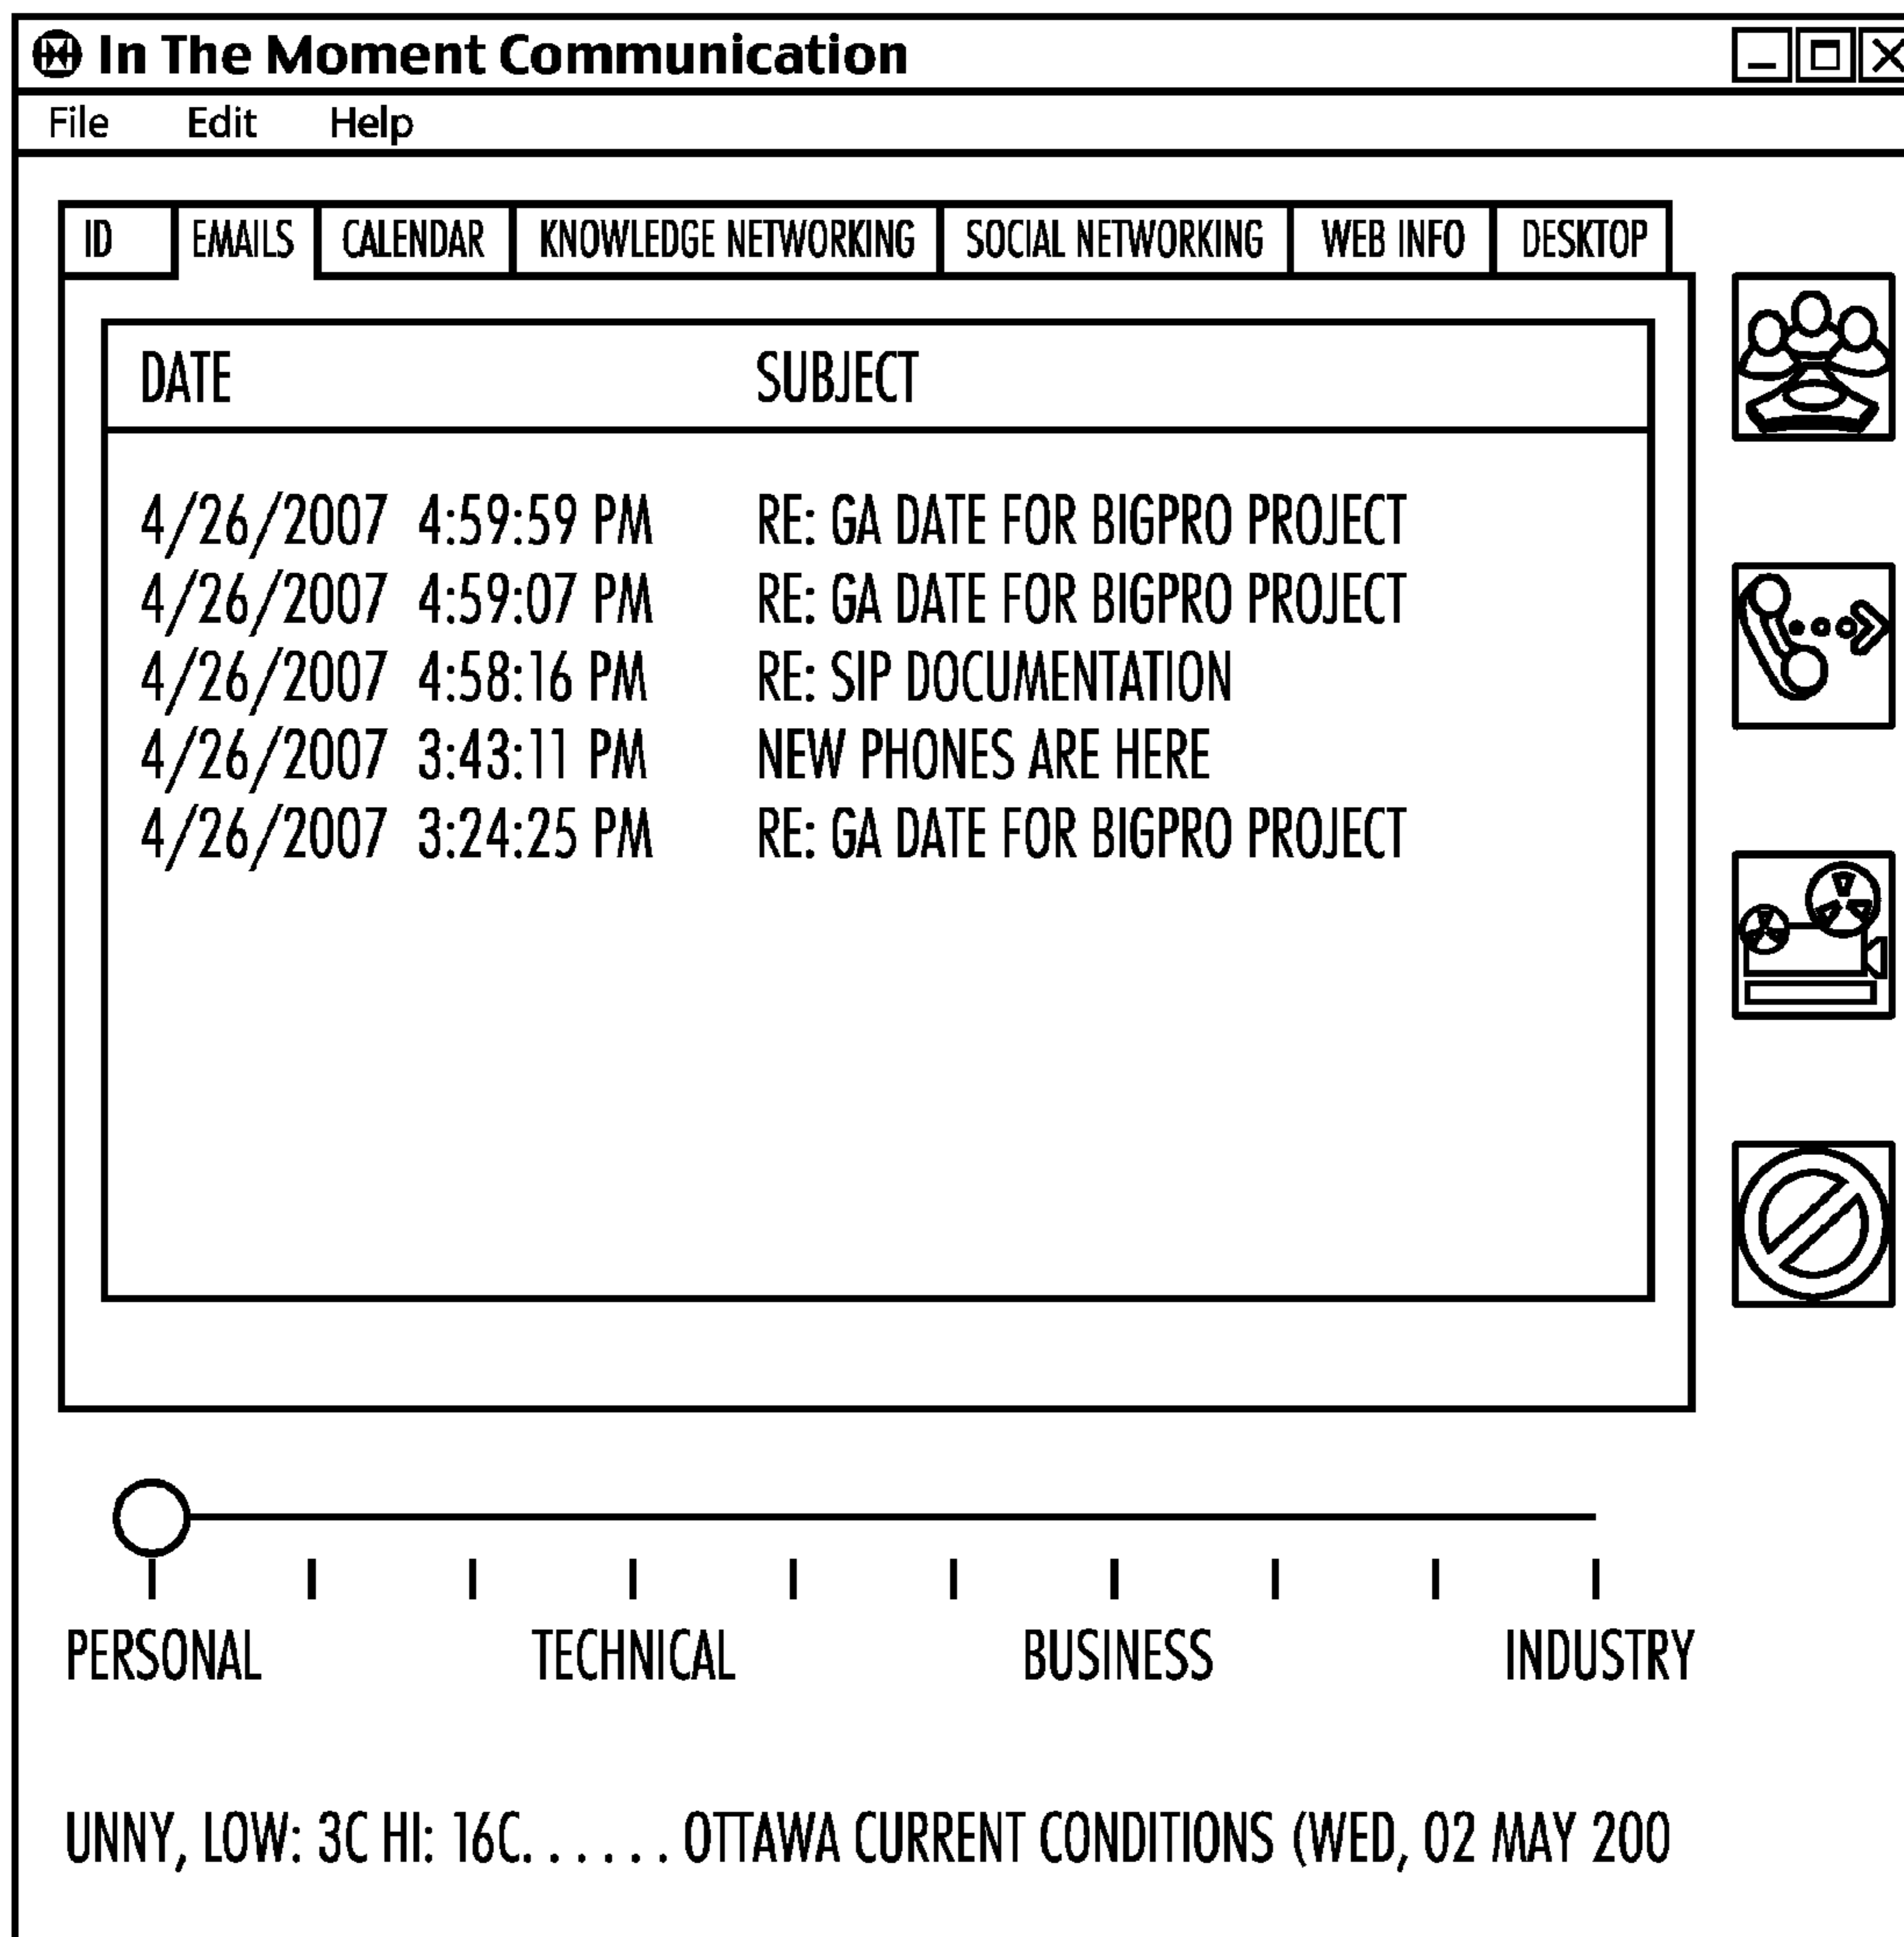 In The Moment Communication
File Edit Help
ID EMAILS CALENDAR KNOWLEDGE NETWORKING SOCIAL NETWORKING WEB INFO DESKTOP
DATE SUBJECT
4/26/2007 4:59:59 PM RE: GA DATE FOR BIGPRO PROJECT
4/26/2007 4:59:07 PM RE: GA DATE FOR BIGPRO PROJECT
4/26/2007 4:58:16 PM RE: SIP DOCUMENTATION
4/26/2007 3:43:11 PM NEW PHONES ARE HERE
4/26/2007 3:24:25 PM RE: GA DATE FOR BIGPRO PROJECT
PERSONAL TECHNICAL BUSINESS INDUSTRY
UNNY, LOW: 3C HI: 16C. . . . . . OTTAWA CURRENT CONDITIONS (WED, 02 MAY 200